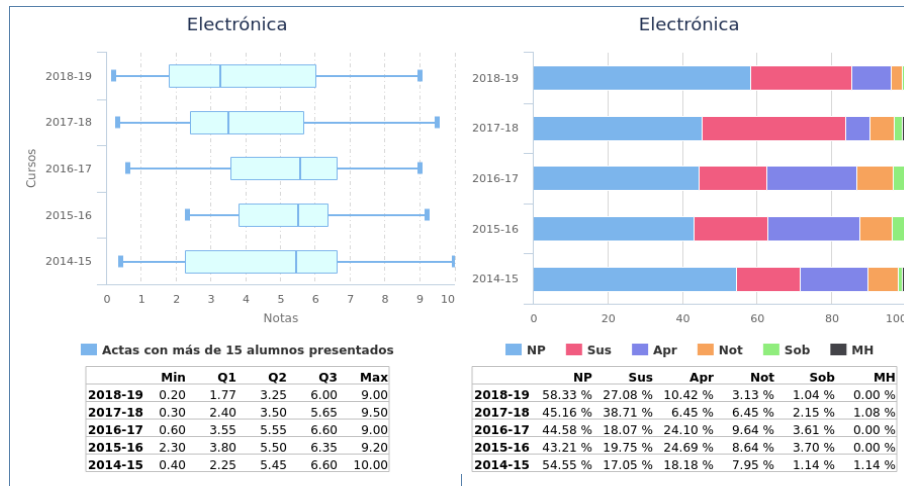 Electrónica
2018-19
2017-18
2016-17
2015-16
2014-15
Cursos
0 1 2 3 4 5 6 7 8 9 10
Notas
Actas con más de 15 alumnos presentados
Min Q1 Q2 Q3 Max
2018-19 0.20 1.77 3.25 6.00 9.00
2017-18 0.30 2.40 3.50 5.65 9.50
2016-17 0.60 3.55 5.55 6.60 9.00
2015-16 2.30 3.80 5.50 6.35 9.20
2014-15 0.40 2.25 5.45 6.60 10.00
Electrónica
2018-19
2017-18
2016-17
2015-16
2014-15
0 20 40 60 80 100
NP Sus Apr Not Sob MH
NP Sus Apr Not Sob MH
2018-19 58.33 % 27.08 % 10.42 % 3.13 % 1.04 % 0.00 %
2017-18 45.16 % 38.71 % 6.45 % 6.45 % 2.15 % 1.08 %
2016-17 44.58 % 18.07 % 24.10 % 9.64 % 3.61 % 0.00 %
2015-16 43.21 % 19.75 % 24.69 % 8.64 % 3.70 % 0.00 %
2014-15 54.55 % 17.05 % 18.18 % 7.95 % 1.14 % 1.14 %